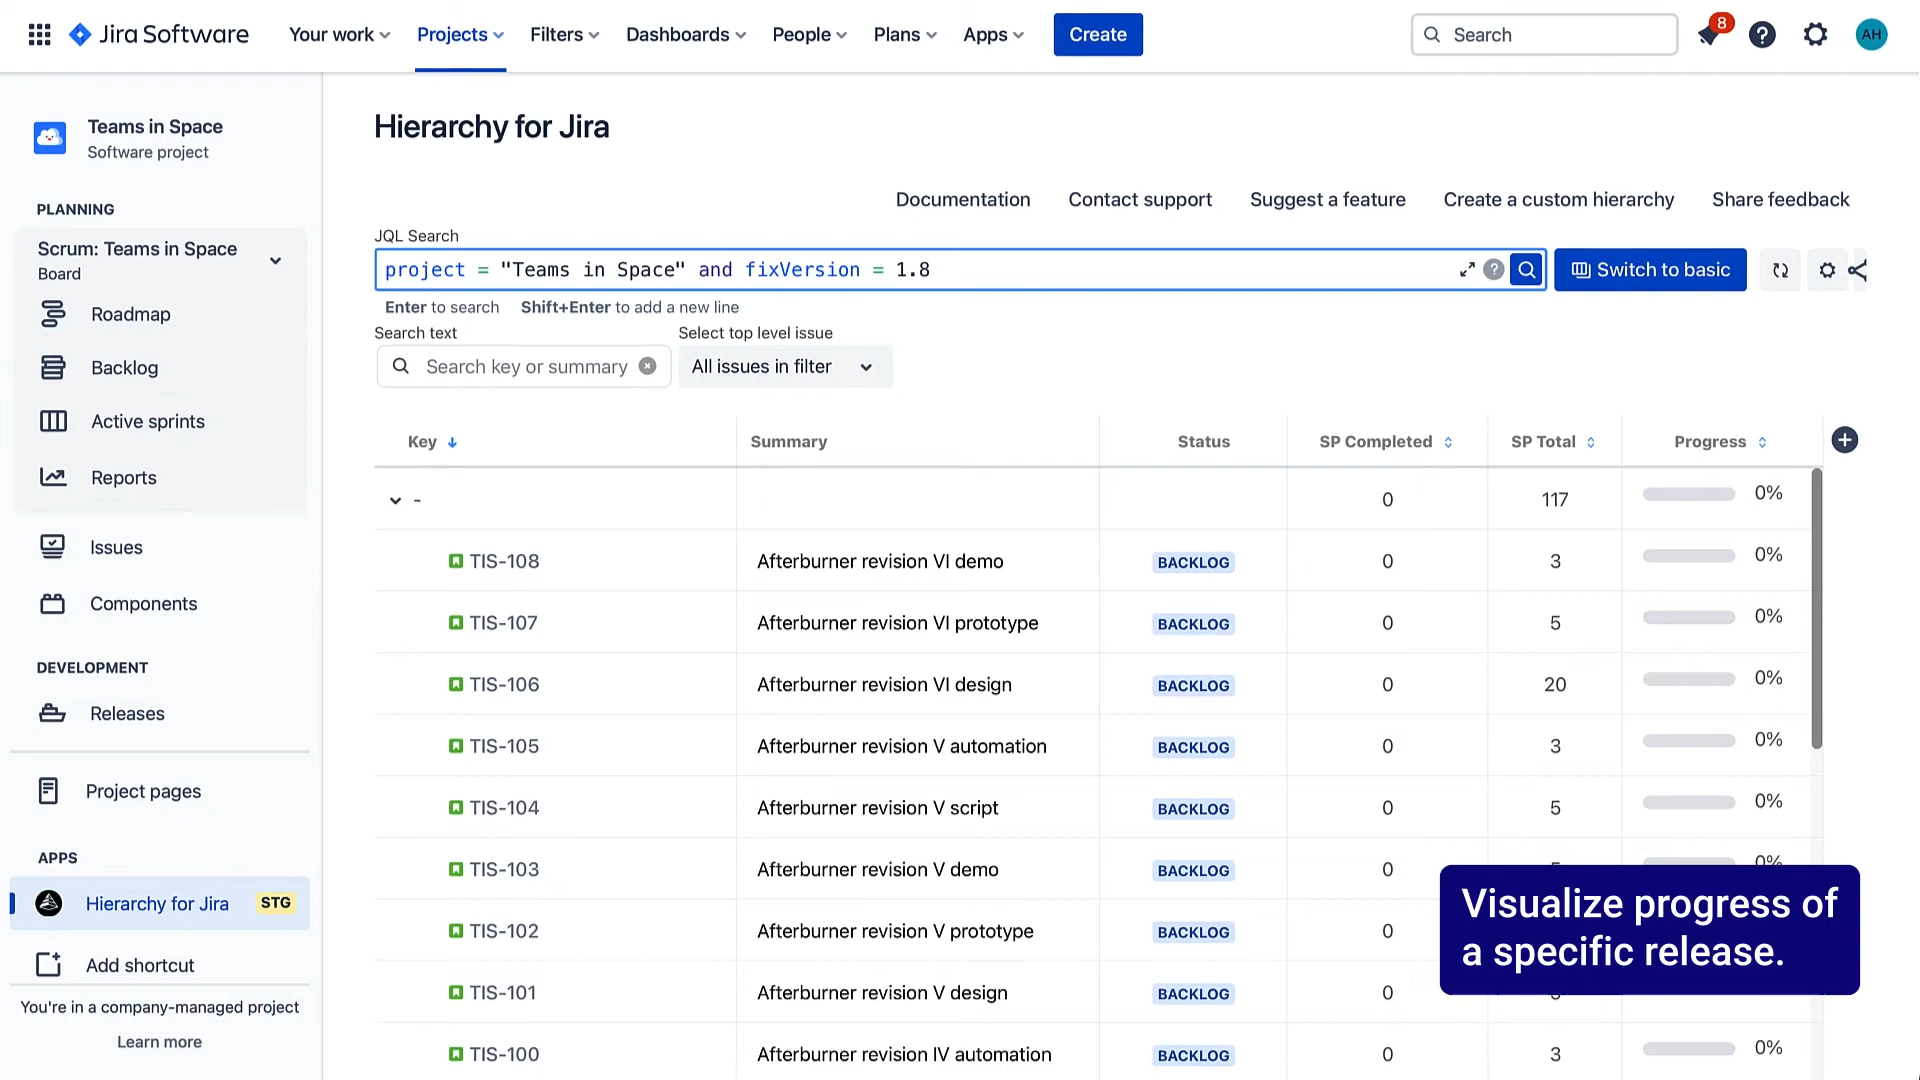 Jira Software
Your work
Projects
Filters
Dashboards
People
Plans
Apps
Create
Search
8
AH
Teams in Space
Software project
PLANNING
Scrum: Teams in Space
Board
Roadmap
Backlog
Active sprints
Reports
Issues
Components
DEVELOPMENT
Releases
Project pages
APPS
Hierarchy for Jira STG
Add shortcut
You're in a company-managed project
Learn more
Hierarchy for Jira
Documentation
Contact support
Suggest a feature
Create a custom hierarchy
Share feedback
JQL Search
project = "Teams in Space" and fixVersion = 1.8
?
Switch to basic
Enter to search Shift+Enter to add a new line
Search text
Select top level issue
Search key or summary
All issues in filter
Key Summary Status SP Completed SP Total Progress
- 0 117 0%
TIS-108 Afterburner revision VI demo BACKLOG 0 3 0%
TIS-107 Afterburner revision VI prototype BACKLOG 0 5 0%
TIS-106 Afterburner revision VI design BACKLOG 0 20 0%
TIS-105 Afterburner revision V automation BACKLOG 0 3 0%
TIS-104 Afterburner revision V script BACKLOG 0 5 0%
TIS-103 Afterburner revision V demo BACKLOG 0 0%
TIS-102 Afterburner revision V prototype BACKLOG 0
TIS-101 Afterburner revision V design BACKLOG 0
TIS-100 Afterburner revision IV automation BACKLOG 0 3 0%
Visualize progress of
a specific release.